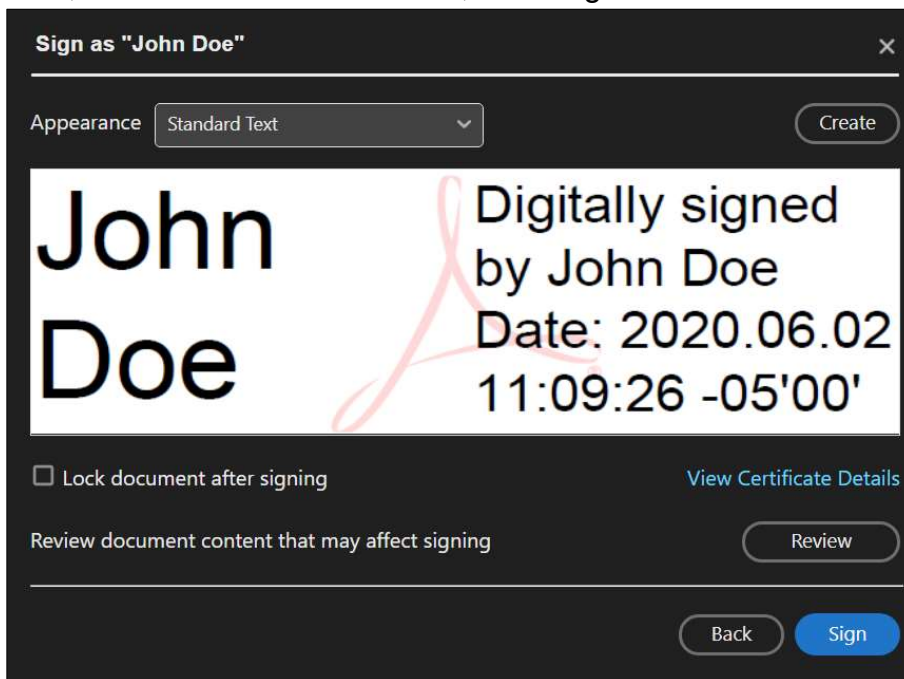 Sign as "John Doe"
Appearance Standard Text Create
John
Doe
Digitally signed
by John Doe
Date: 2020.06.02
11:09:26 -05'00'
Lock document after signing View Certificate Details
Review document content that may affect signing Review
Back Sign